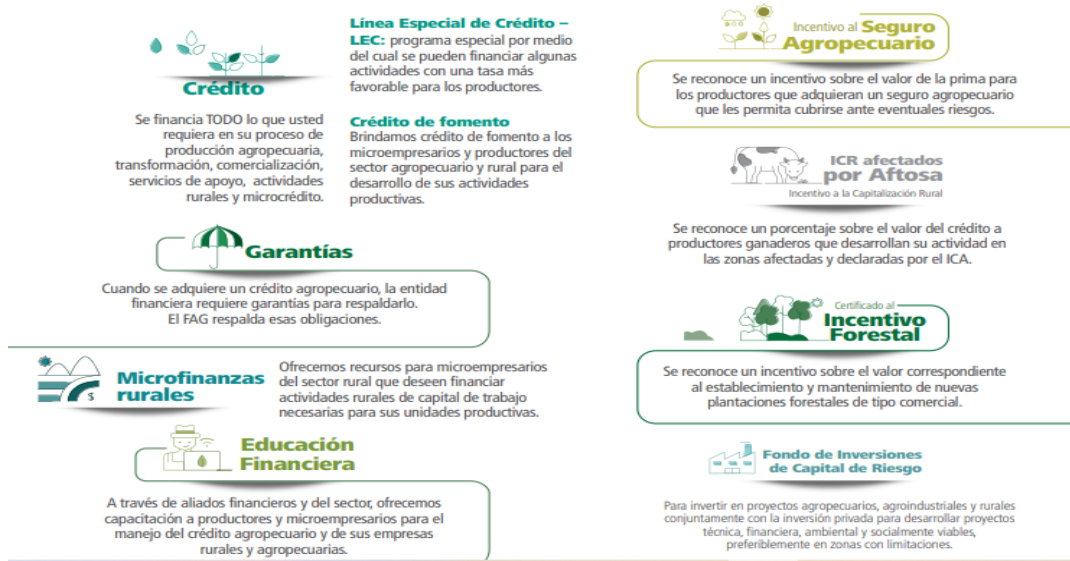 Crédito
Se financia TODO lo que usted
requiera en su proceso de
producción agropecuaria,
transformación, comercialización,
servicios de apoyo, actividades
rurales y microcrédito.
Línea Especial de Crédito –
LEC: programa especial por medio
del cual se pueden financiar algunas
actividades con una tasa más
favorable para los productores.
Crédito de fomento
Brindamos crédito de fomento a los
microempresarios y productores del
sector agropecuario y rural para el
desarrollo de sus actividades
productivas.
Garantías
Cuando se adquiere un crédito agropecuario, la entidad
financiera requiere garantías para respaldarlo.
El FAG respalda esas obligaciones.
$
Microfinanzas
rurales
Ofrecemos recursos para microempresarios
del sector rural que deseen financiar
actividades rurales de capital de trabajo
necesarias para sus unidades productivas.
Educación
Financiera
A través de aliados financieros y del sector, ofrecemos
capacitación a productores y microempresarios para el
manejo del crédito agropecuario y de sus empresas
rurales y agropecuarias.
Incentivo al Seguro
Agropecuario
Se reconoce un incentivo sobre el valor de la prima para
los productores que adquieran un seguro agropecuario
que les permita cubrirse ante eventuales riesgos.
ICR afectados
por Aftosa
Incentivo a la Capitalización Rural
Se reconoce un porcentaje sobre el valor del crédito a
productores ganaderos que desarrollan su actividad en
las zonas afectadas y declaradas por el ICA.
Certificado al
Incentivo
Forestal
Se reconoce un incentivo sobre el valor correspondiente
al establecimiento y mantenimiento de nuevas
plantaciones forestales de tipo comercial.
Fondo de Inversiones
de Capital de Riesgo
Para invertir en proyectos agropecuarios, agroindustriales y rurales
conjuntamente con la inversión privada para desarrollar proyectos
técnica, financiera, ambiental y socialmente viables,
preferiblemente en zonas con limitaciones.